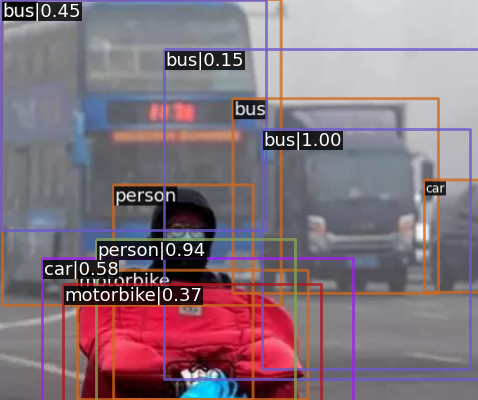 bus|0.45
bus|0.15
bus
bus|1.00
car
person
person|0.94
car|0.58
motorbike
motorbike|0.37